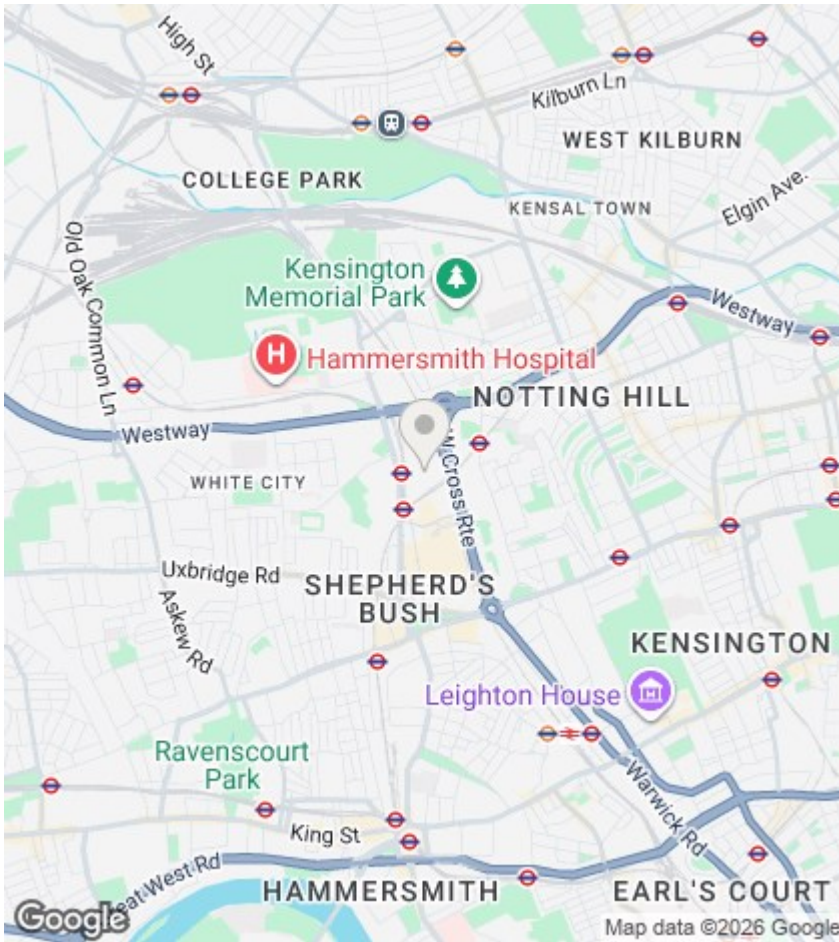 High St
Kilburn Ln
WEST KILBURN
COLLEGE PARK
KENSAL TOWN
Elgin Ave.
Old Oak Common Ln
Kensington
Memorial Park
Westway
H
Hammersmith Hospital
NOTTING HILL
Westway
W Cross Rte
WHITE CITY
Uxbridge Rd
SHEPHERD'S
BUSH
Askew Rd
KENSINGTON
Leighton House
Ravenscourt
Park
Warwick Rd
King St
eat West Rd
HAMMERSMITH
EARL'S COURT
Google
Map data ©2026 Google